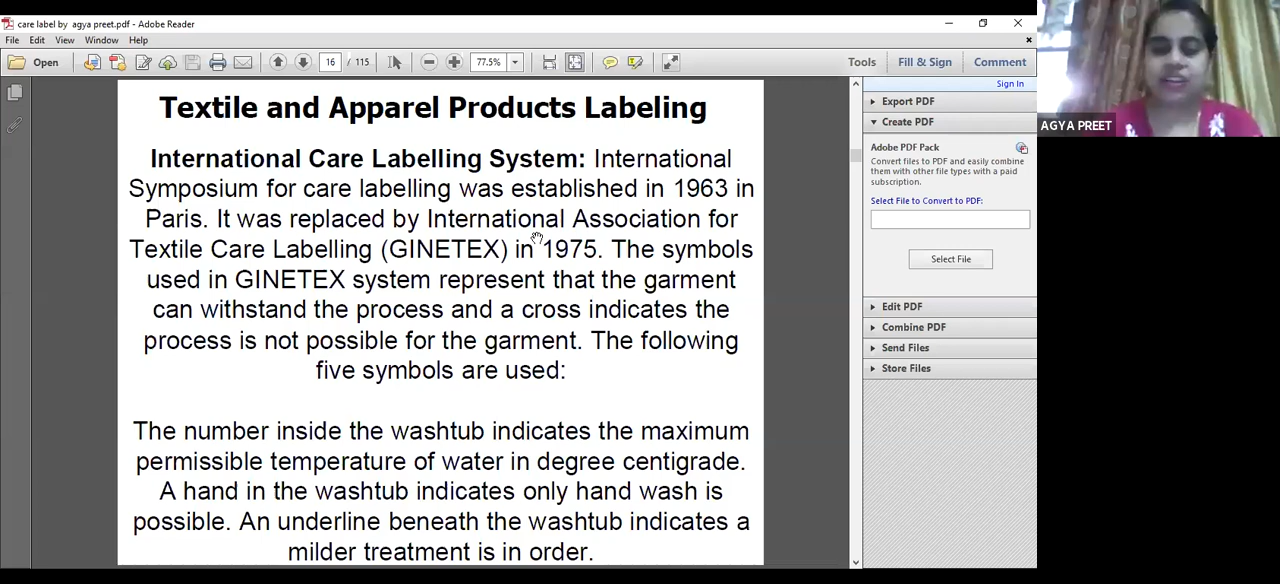 care label by agya preet.pdf - Adobe Reader
File Edit View Window Help
Open 16 / 115 77.5% Tools Fill & Sign Comment
Sign In
Export PDF
Create PDF
Adobe PDF Pack
Convert files to PDF and easily combine
them with other file types with a paid
subscription.
Select File to Convert to PDF:
Select File
Edit PDF
Combine PDF
Send Files
Store Files
AGYA PREET
Textile and Apparel Products Labeling
International Care Labelling System: International
Symposium for care labelling was established in 1963 in
Paris. It was replaced by International Association for
Textile Care Labelling (GINETEX) in 1975. The symbols
used in GINETEX system represent that the garment
can withstand the process and a cross indicates the
process is not possible for the garment. The following
five symbols are used:
The number inside the washtub indicates the maximum
permissible temperature of water in degree centigrade.
A hand in the washtub indicates only hand wash is
possible. An underline beneath the washtub indicates a
milder treatment is in order.